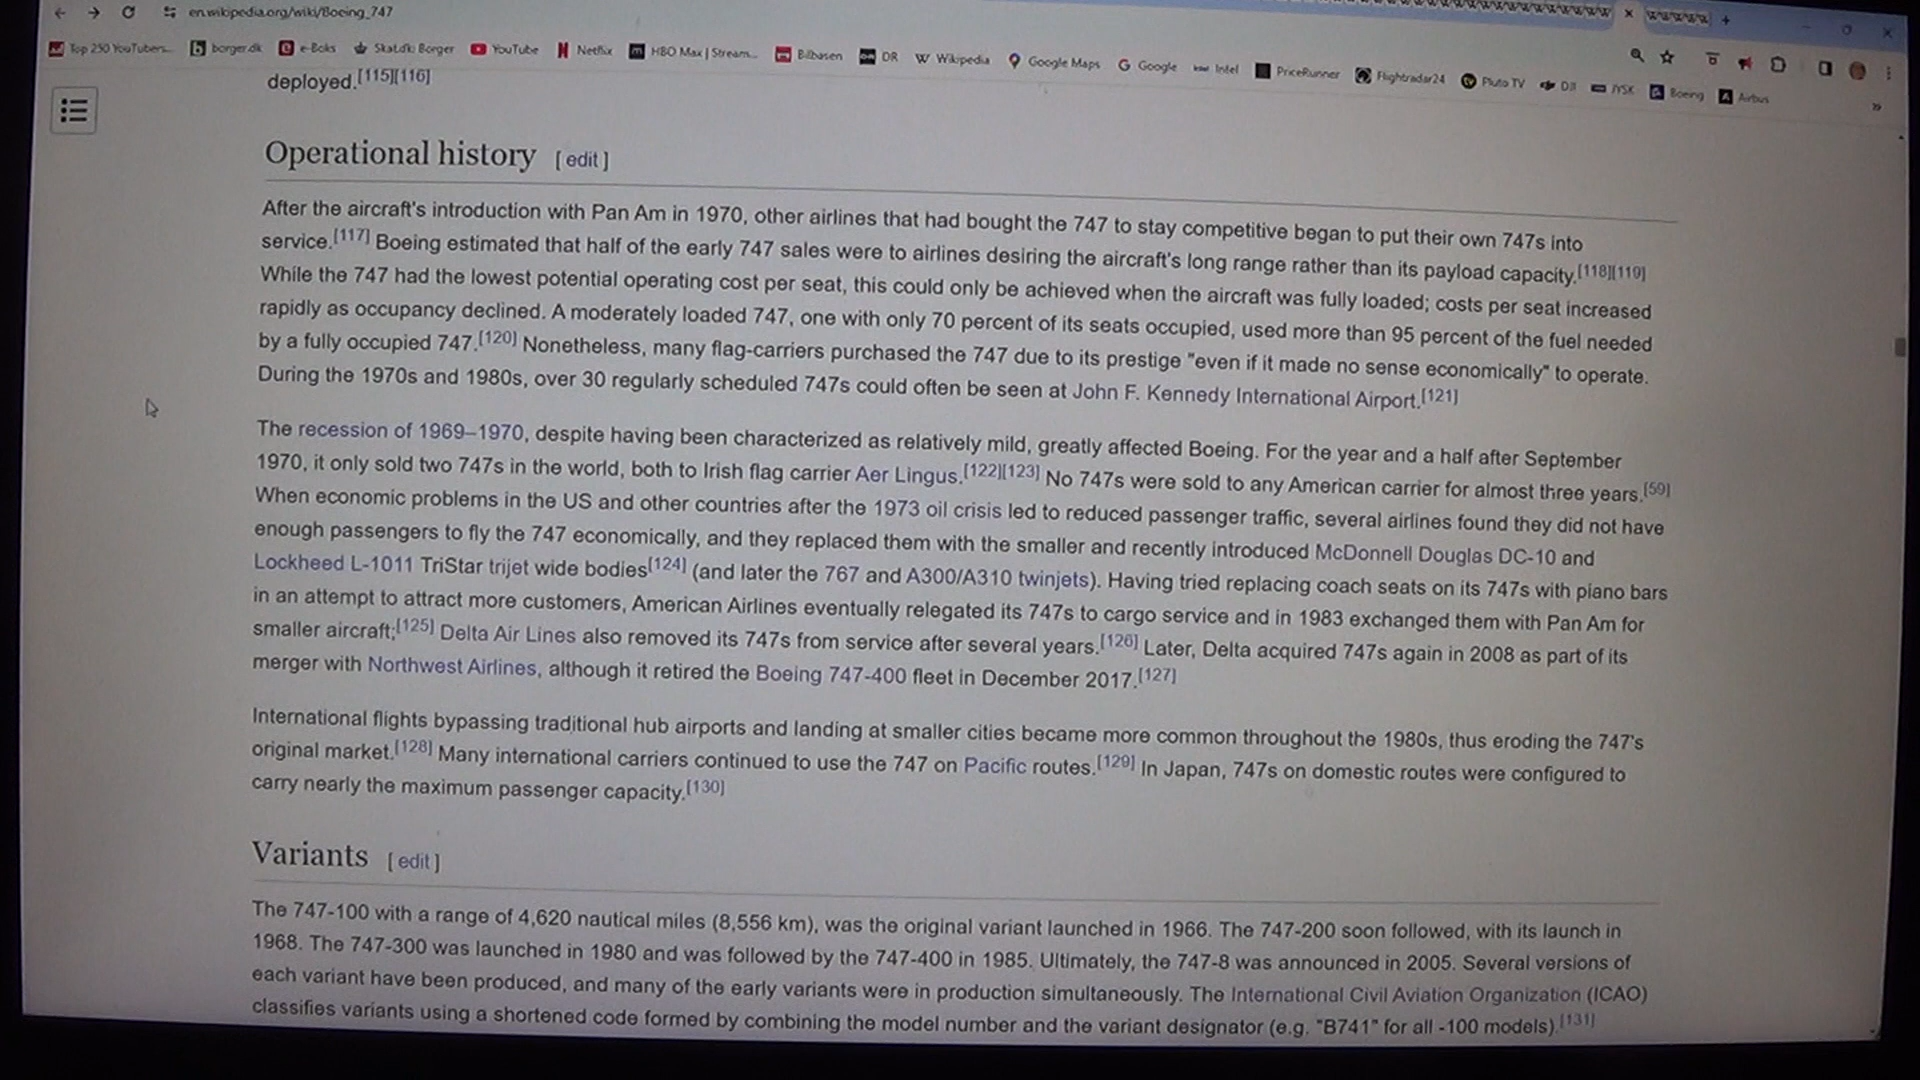 en.wikipedia.org/wiki/Boeing_747
Top 250 YouTubers... borger.dk e-Boks Skat.dk: Borger YouTube Netflix HBO Max | Stream... Bilbasen DR Wikipedia Google Maps Google Intel PriceRunner Flightradar24 Pluto TV DJI JYSK Boeing Airbus
deployed.[115][116]
Operational history [ edit ]
After the aircraft's introduction with Pan Am in 1970, other airlines that had bought the 747 to stay competitive began to put their own 747s into
service.[117] Boeing estimated that half of the early 747 sales were to airlines desiring the aircraft's long range rather than its payload capacity.[118][119]
While the 747 had the lowest potential operating cost per seat, this could only be achieved when the aircraft was fully loaded; costs per seat increased
rapidly as occupancy declined. A moderately loaded 747, one with only 70 percent of its seats occupied, used more than 95 percent of the fuel needed
by a fully occupied 747.[120] Nonetheless, many flag-carriers purchased the 747 due to its prestige "even if it made no sense economically" to operate.
During the 1970s and 1980s, over 30 regularly scheduled 747s could often be seen at John F. Kennedy International Airport.[121]
The recession of 1969–1970, despite having been characterized as relatively mild, greatly affected Boeing. For the year and a half after September
1970, it only sold two 747s in the world, both to Irish flag carrier Aer Lingus.[122][123] No 747s were sold to any American carrier for almost three years.[59]
When economic problems in the US and other countries after the 1973 oil crisis led to reduced passenger traffic, several airlines found they did not have
enough passengers to fly the 747 economically, and they replaced them with the smaller and recently introduced McDonnell Douglas DC-10 and
Lockheed L-1011 TriStar trijet wide bodies[124] (and later the 767 and A300/A310 twinjets). Having tried replacing coach seats on its 747s with piano bars
in an attempt to attract more customers, American Airlines eventually relegated its 747s to cargo service and in 1983 exchanged them with Pan Am for
smaller aircraft;[125] Delta Air Lines also removed its 747s from service after several years.[126] Later, Delta acquired 747s again in 2008 as part of its
merger with Northwest Airlines, although it retired the Boeing 747-400 fleet in December 2017.[127]
International flights bypassing traditional hub airports and landing at smaller cities became more common throughout the 1980s, thus eroding the 747's
original market.[128] Many international carriers continued to use the 747 on Pacific routes.[129] In Japan, 747s on domestic routes were configured to
carry nearly the maximum passenger capacity.[130]
Variants [ edit ]
The 747-100 with a range of 4,620 nautical miles (8,556 km), was the original variant launched in 1966. The 747-200 soon followed, with its launch in
1968. The 747-300 was launched in 1980 and was followed by the 747-400 in 1985. Ultimately, the 747-8 was announced in 2005. Several versions of
each variant have been produced, and many of the early variants were in production simultaneously. The International Civil Aviation Organization (ICAO)
classifies variants using a shortened code formed by combining the model number and the variant designator (e.g. "B741" for all -100 models).[131]